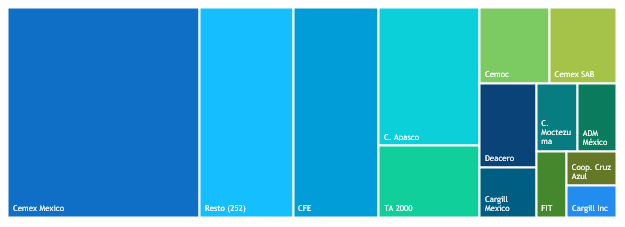 Cemex Mexico
Resto (252)
CFE
C. Apasco
TA 2000
Cemoc
Cemex SAB
Deacero
C.
Moctezu
ma
ADM
México
Cargill
Mexico
FIT
Coop. Cruz
Azul
Cargill Inc